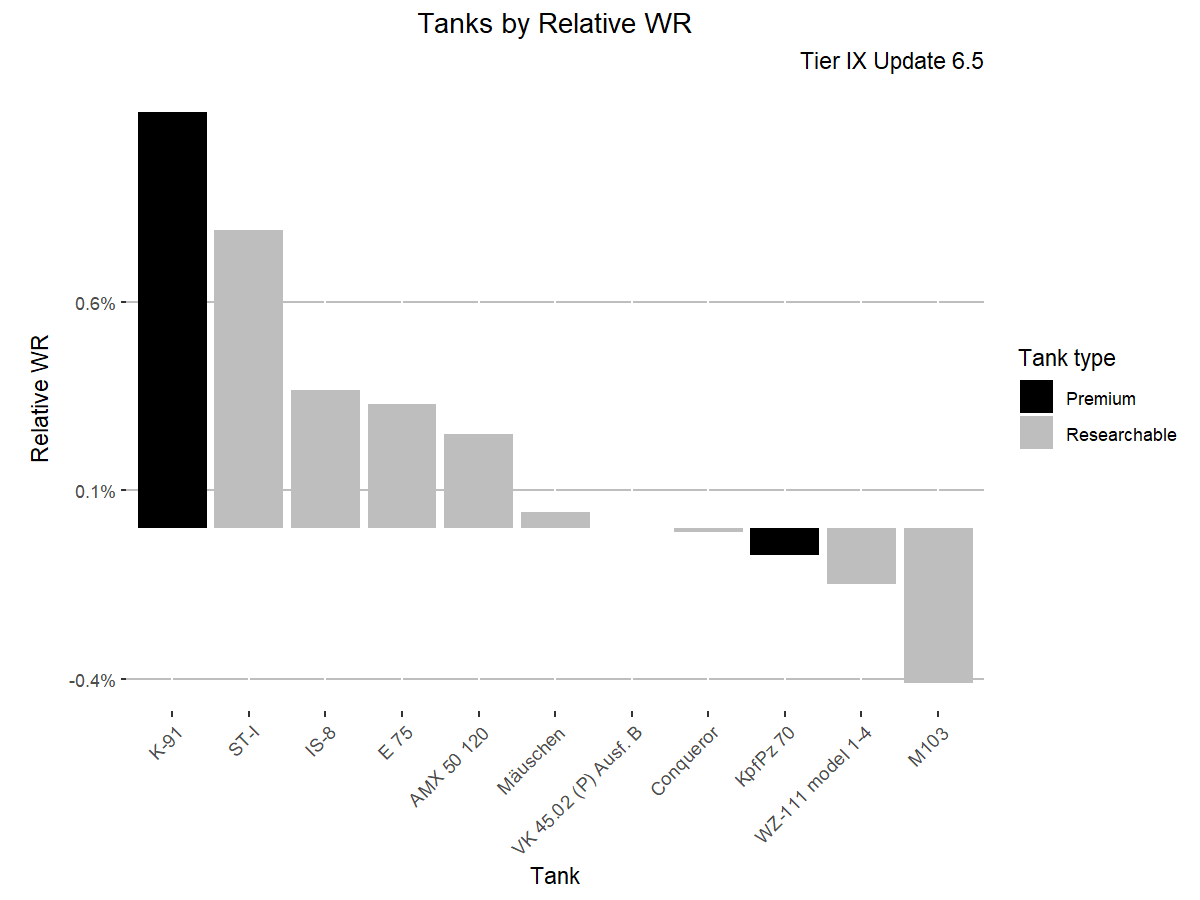 Tanks by Relative WR
Tier IX Update 6.5
Relative WR
0.6%
0.1%
-0.4%
K-91
ST-I
IS-8
E 75
AMX 50 120
Mäuschen
VK 45.02 (P) Ausf. B
Conqueror
KpfPz 70
WZ-111 model 1-4
M103
Tank
Tank type
Premium
Researchable